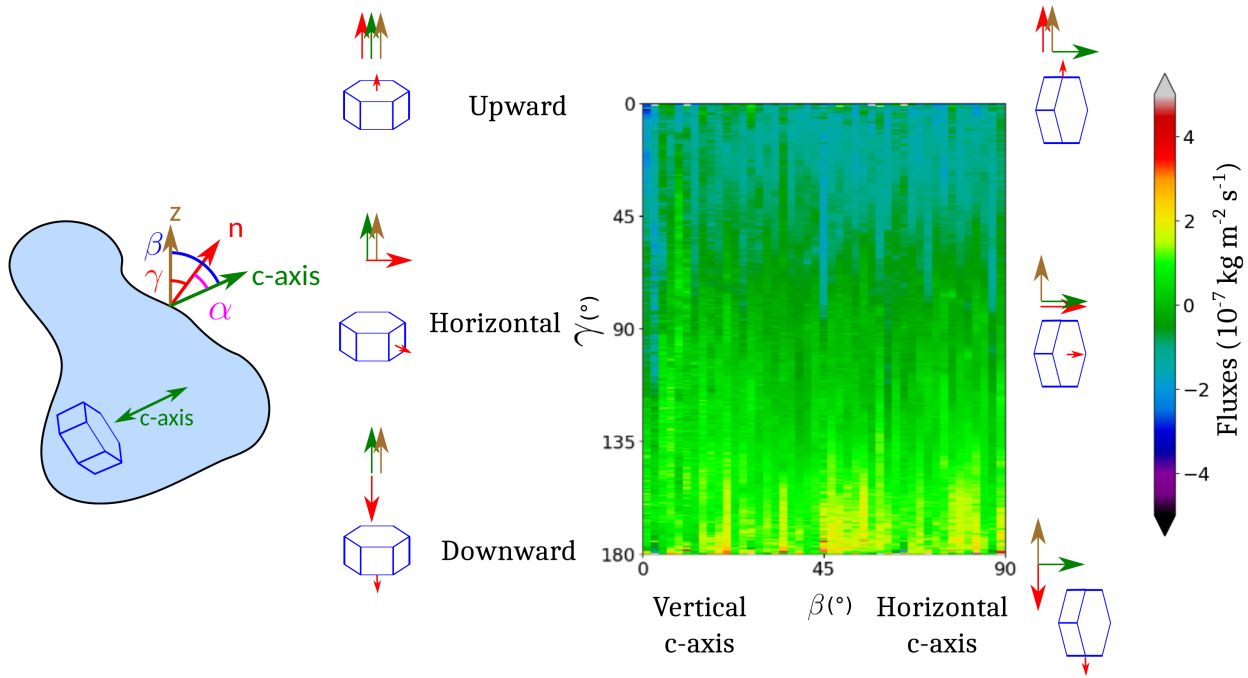 z
n
β
γ
c-axis
α
c-axis
Upward
Horizontal
Downward
γ(°)
0
45
90
135
180
0
45
90
β(°)
Vertical
c-axis
Horizontal
c-axis
4
2
0
−2
−4
Fluxes (10⁻⁷ kg m⁻² s⁻¹)